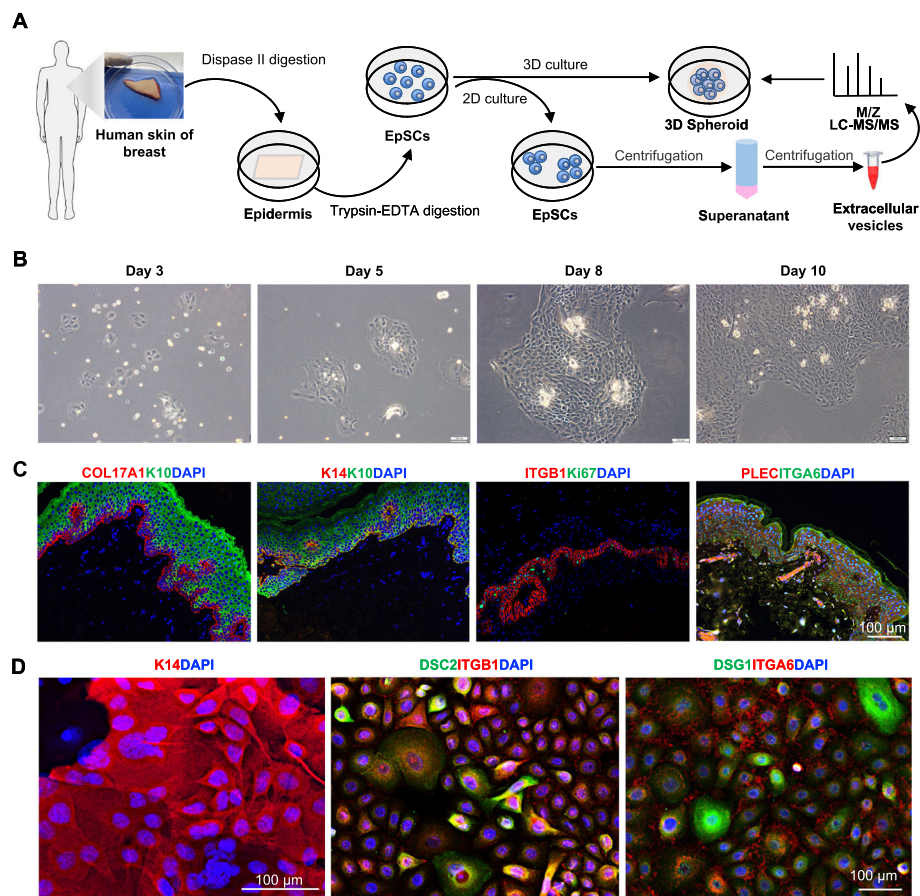 A
Dispase II digestion
Human skin of
breast
Epidermis
Trypsin-EDTA digestion
EpSCs
3D culture
2D culture
EpSCs
3D Spheroid
M/Z
LC-MS/MS
Centrifugation
Superanatant
Centrifugation
Extracellular
vesicles
B
Day 3
Day 5
Day 8
Day 10
C
COL17A1K10DAPI
K14K10DAPI
ITGB1Ki67DAPI
PLECITGA6DAPI
100 μm
D
K14DAPI
DSC2ITGB1DAPI
DSG1ITGA6DAPI
100 μm
100 μm